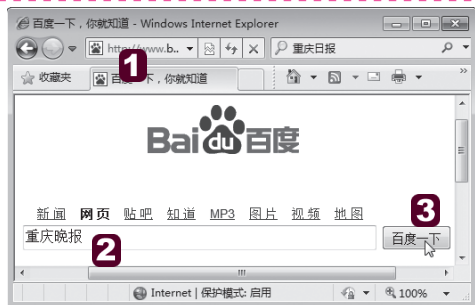 百度一下，你就知道 - Windows Internet Explorer
http://www.b..
重庆日报
1
收藏夹
百度一下，你就知道
Bai du 百度
新闻 网页 贴吧 知道 MP3 图片 视频 地图
3
重庆晚报
百度一下
2
Internet | 保护模式: 启用
100%